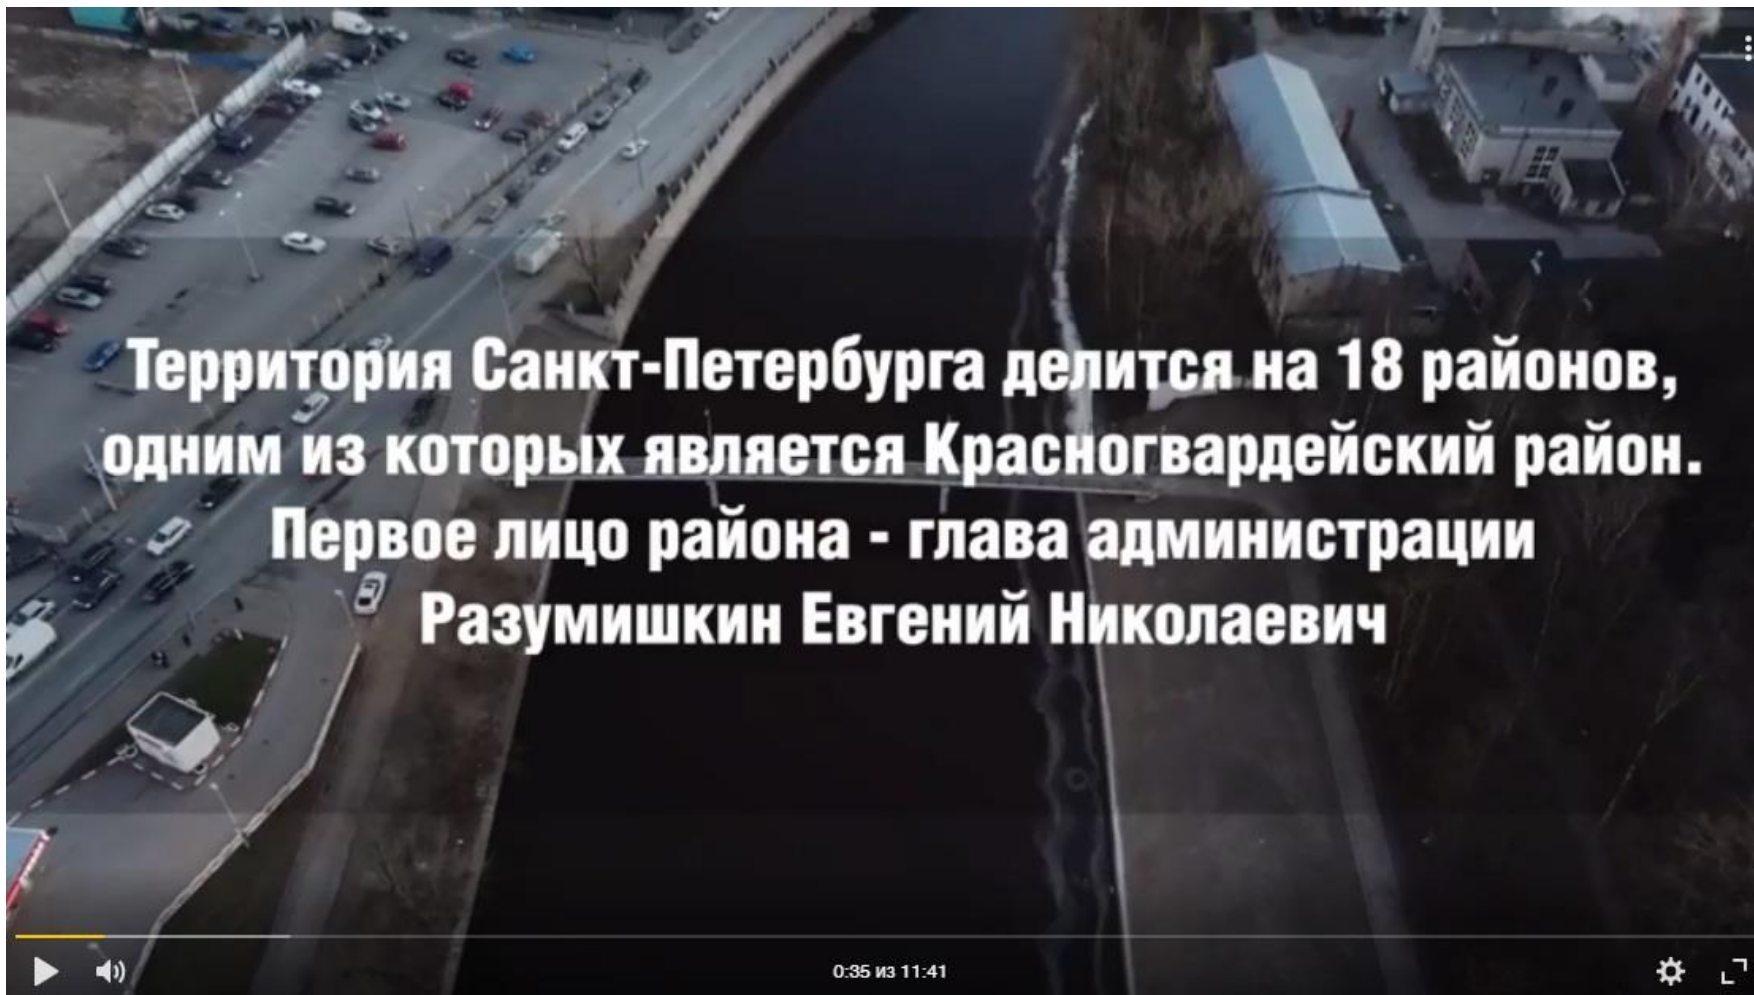 Территория Санкт-Петербурга делится на 18 районов,
одним из которых является Красногвардейский район.
Первое лицо района - глава администрации
Разумишкин Евгений Николаевич
0:35 из 11:41